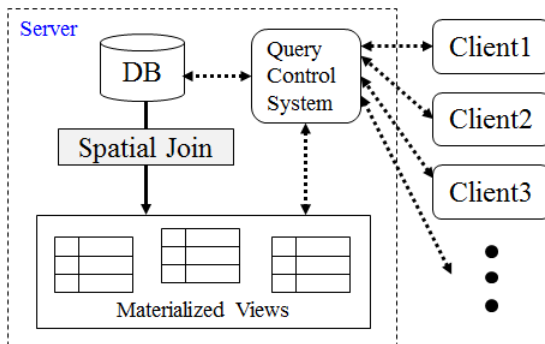 Server
DB
Query
Control
System
Client1
Client2
Spatial Join
Client3
Materialized Views